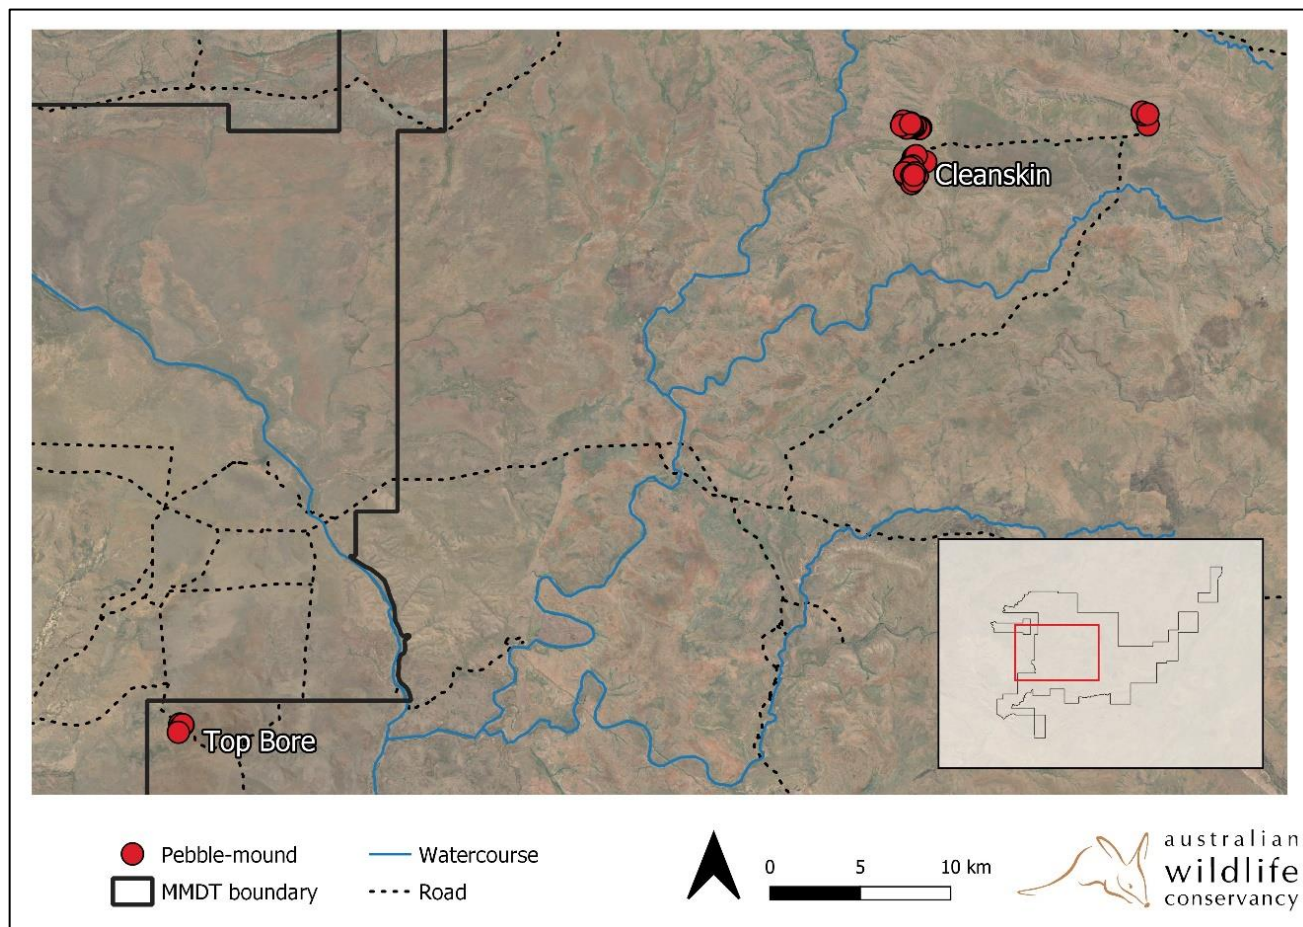 Cleanskin
Top Bore
Pebble-mound
Watercourse
MMDT boundary
Road
0 5 10 km
australian
wildlife
conservancy